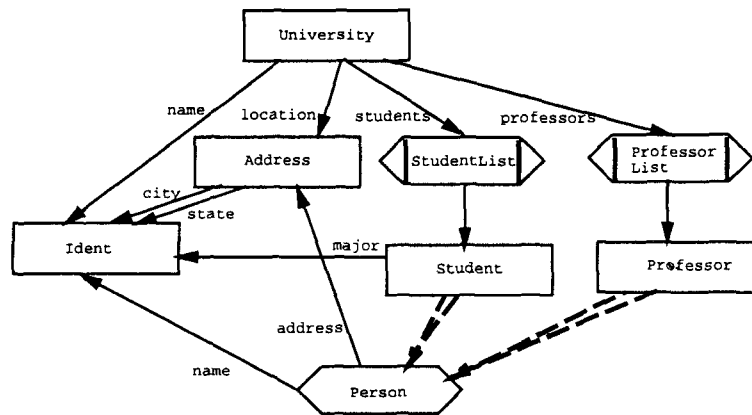 University
name
location
students
professors
Address
StudentList
Professor
List
city
state
Ident
major
Student
Professor
address
name
Person